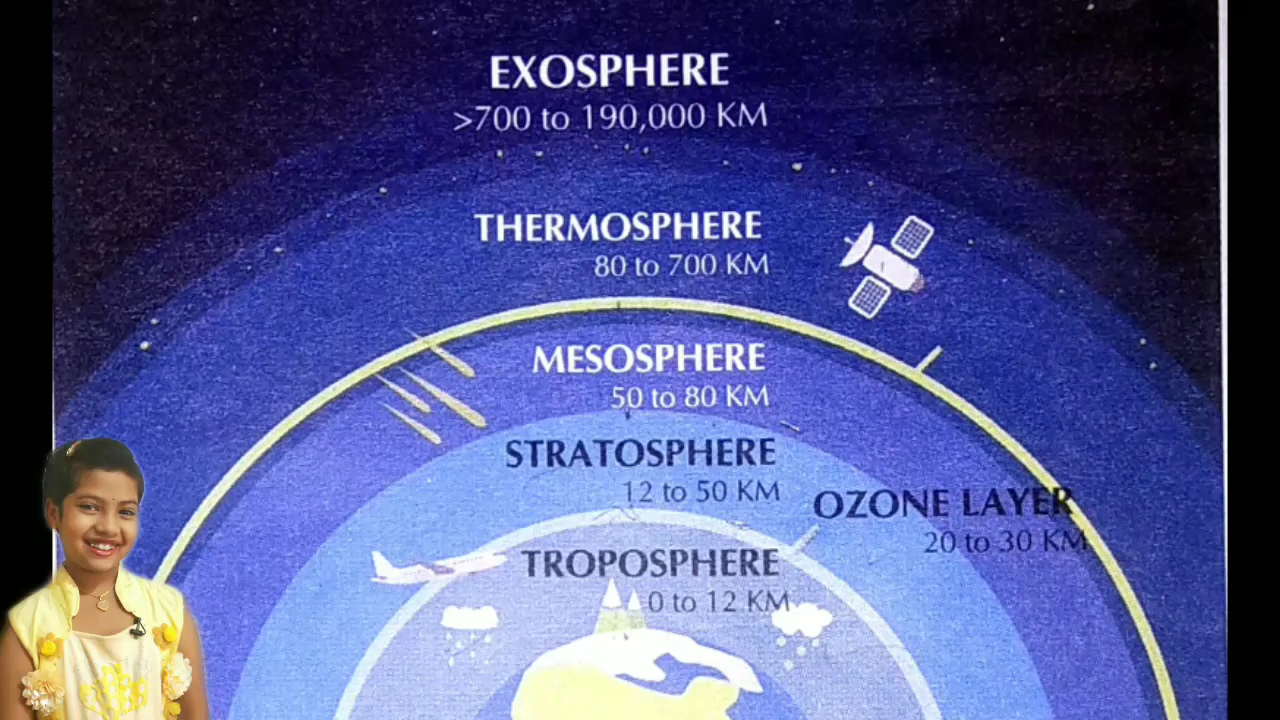 EXOSPHERE
>700 to 190,000 KM
THERMOSPHERE
80 to 700 KM
MESOSPHERE
50 to 80 KM
STRATOSPHERE
12 to 50 KM
OZONE LAYER
20 to 30 KM
TROPOSPHERE
0 to 12 KM